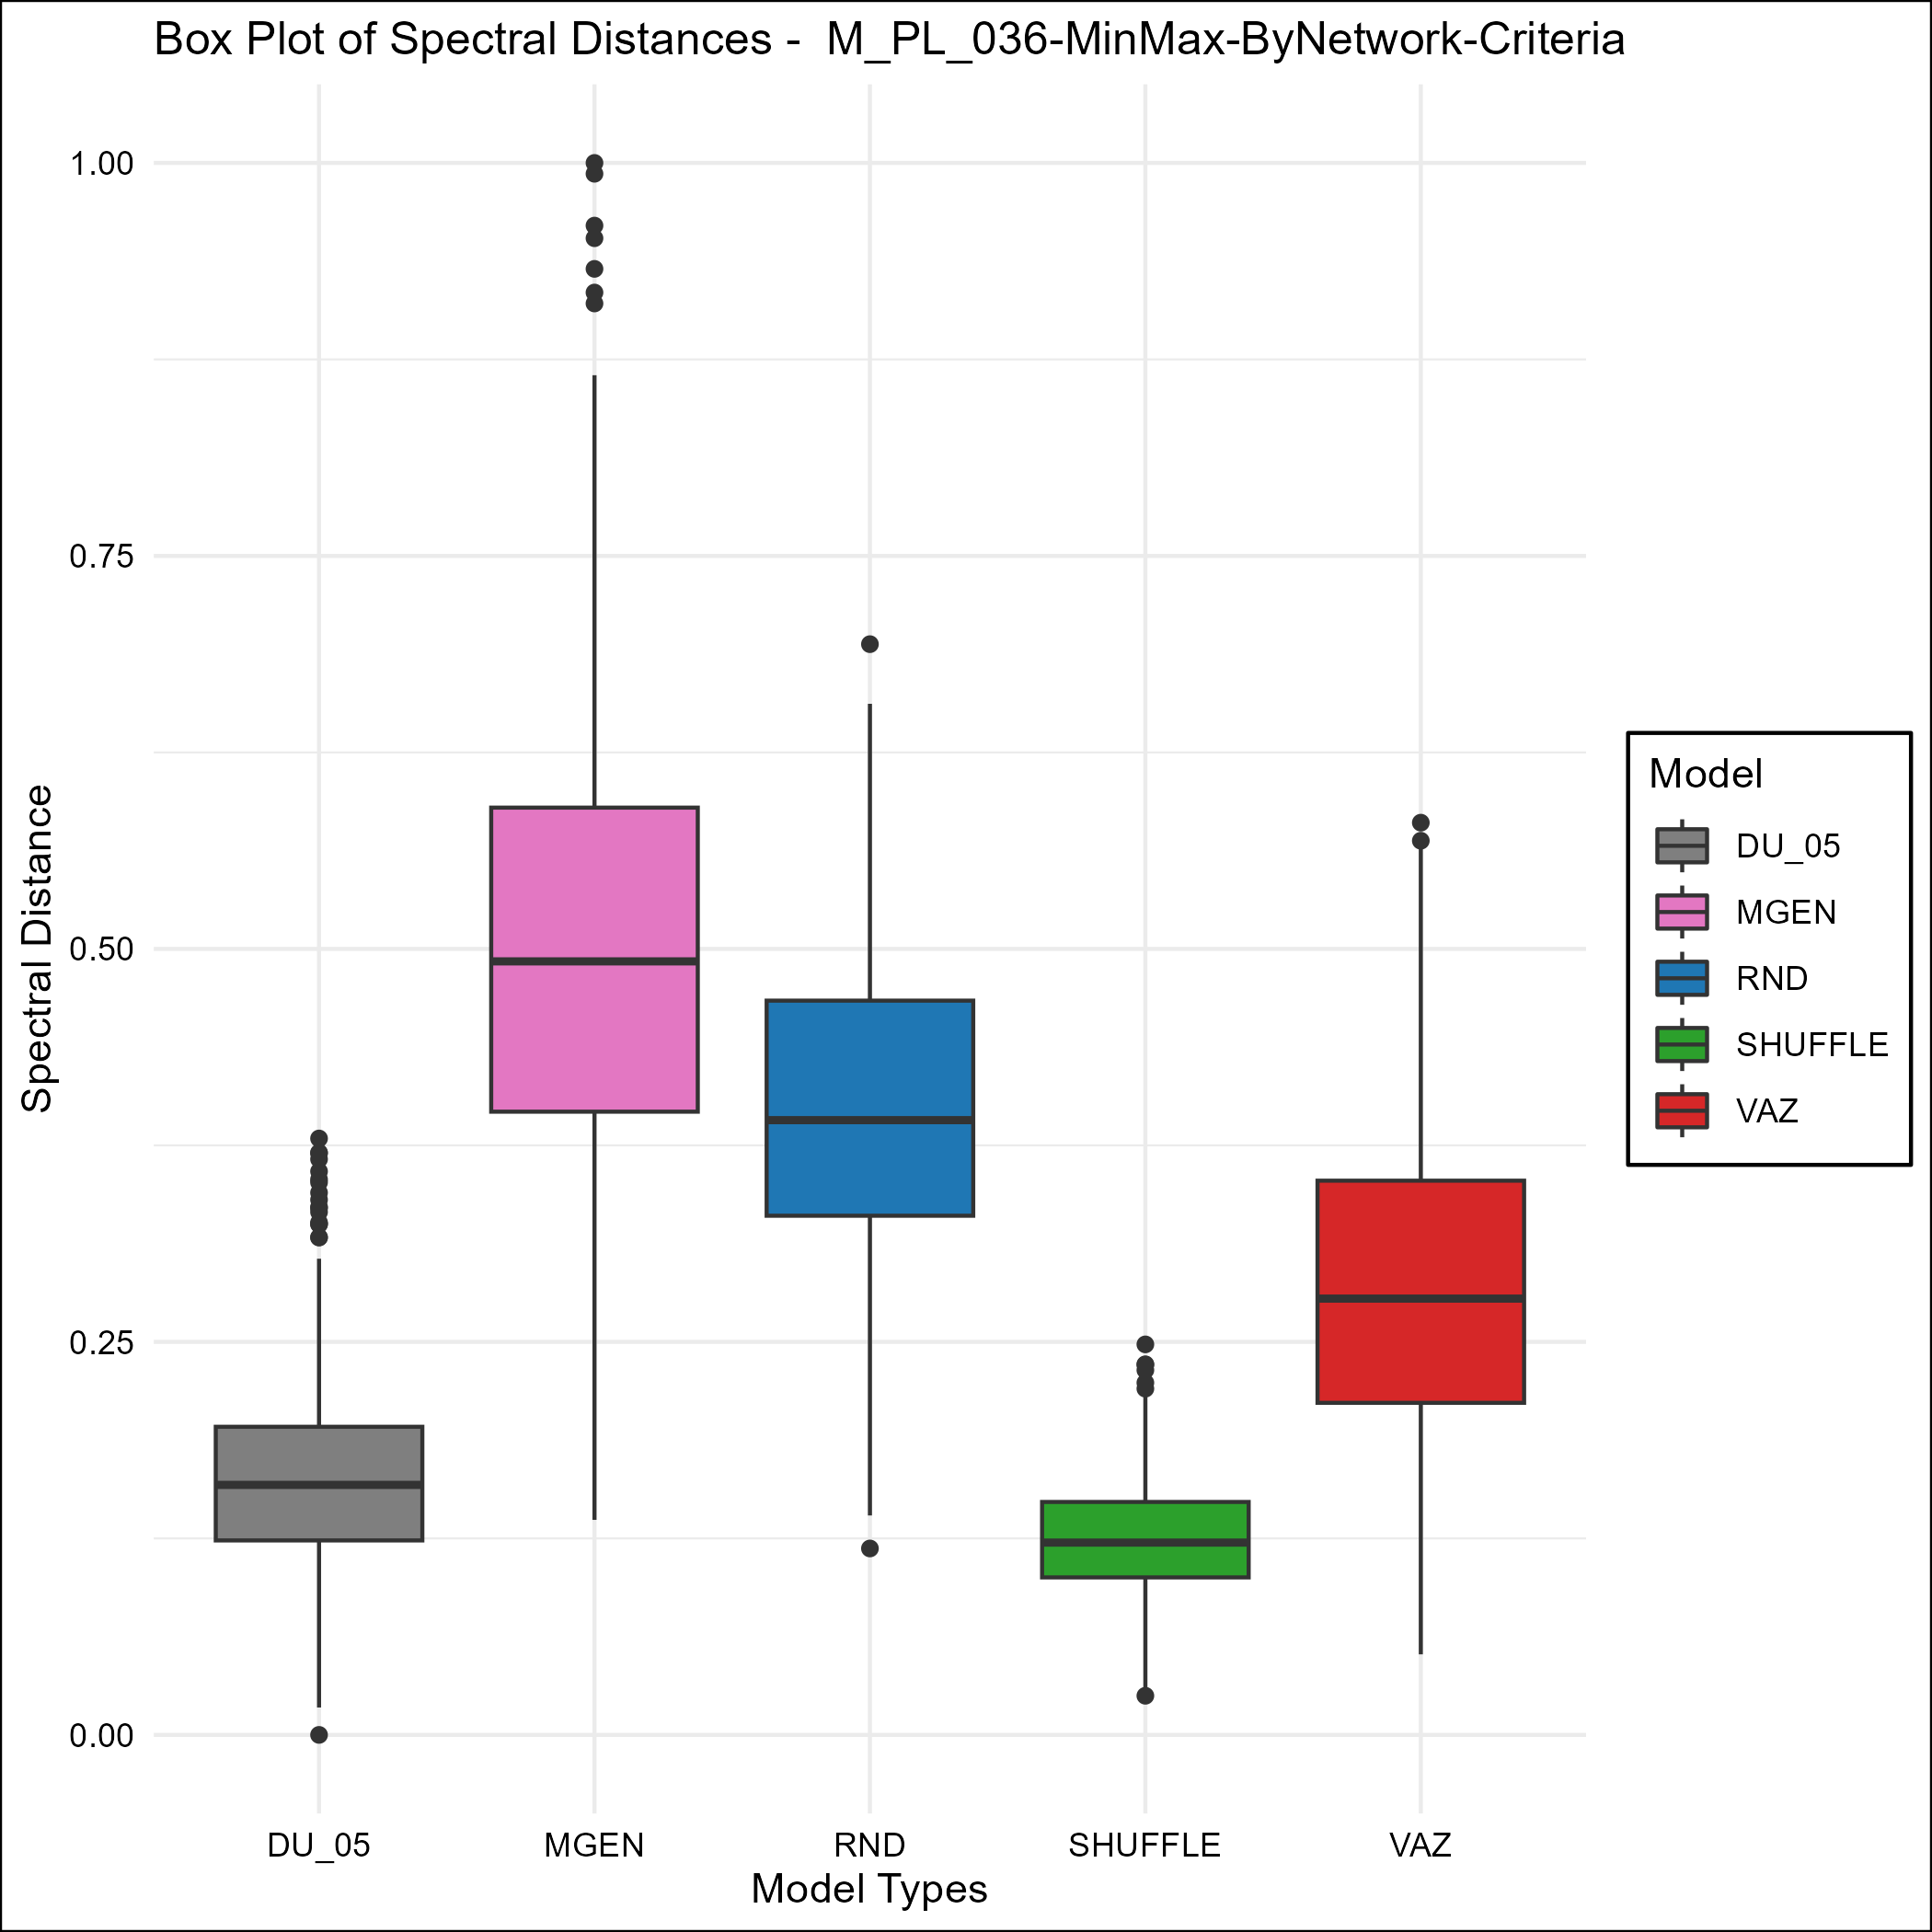 Box Plot of Spectral Distances -  M_PL_036-MinMax-ByNetwork-Criteria
Spectral Distance
1.00
0.75
0.50
0.25
0.00
DU_05 MGEN RND SHUFFLE VAZ
Model Types
Model
DU_05
MGEN
RND
SHUFFLE
VAZ